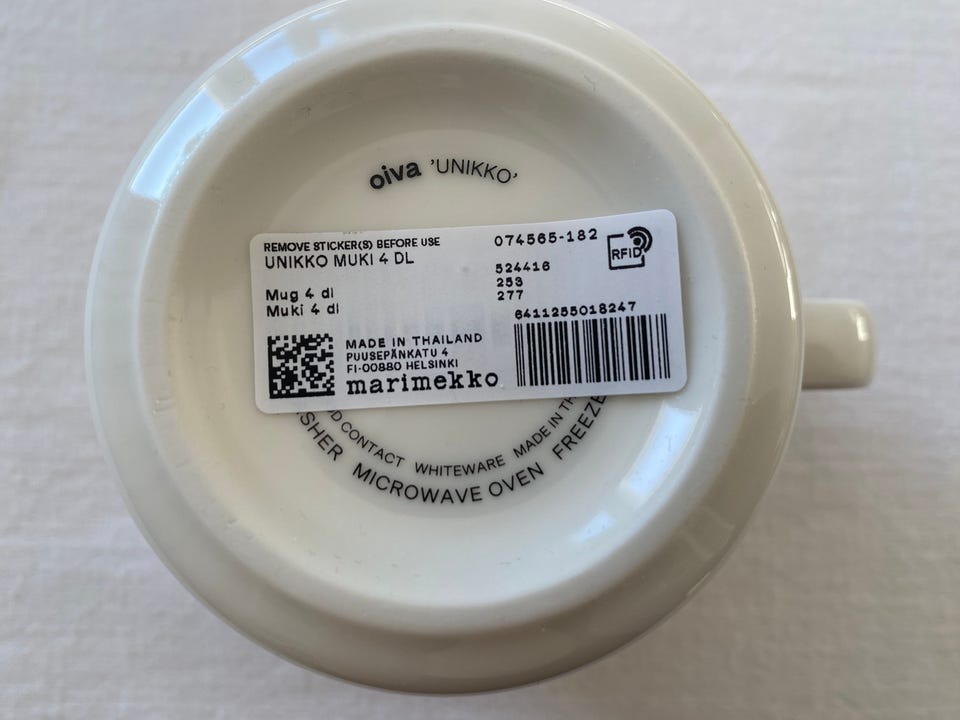 oiva 'UNIKKO'
REMOVE STICKER(S) BEFORE USE
UNIKKO MUKI 4 DL
074565-182
RFID
524416
253
277
Mug 4 dl
Muki 4 dl
6411255018247
MADE IN THAILAND
PUUSEPÄNKATU 4
FI-00880 HELSINKI
marimekko
CONTACT WHITEWARE MADE IN
MICROWAVE OVEN